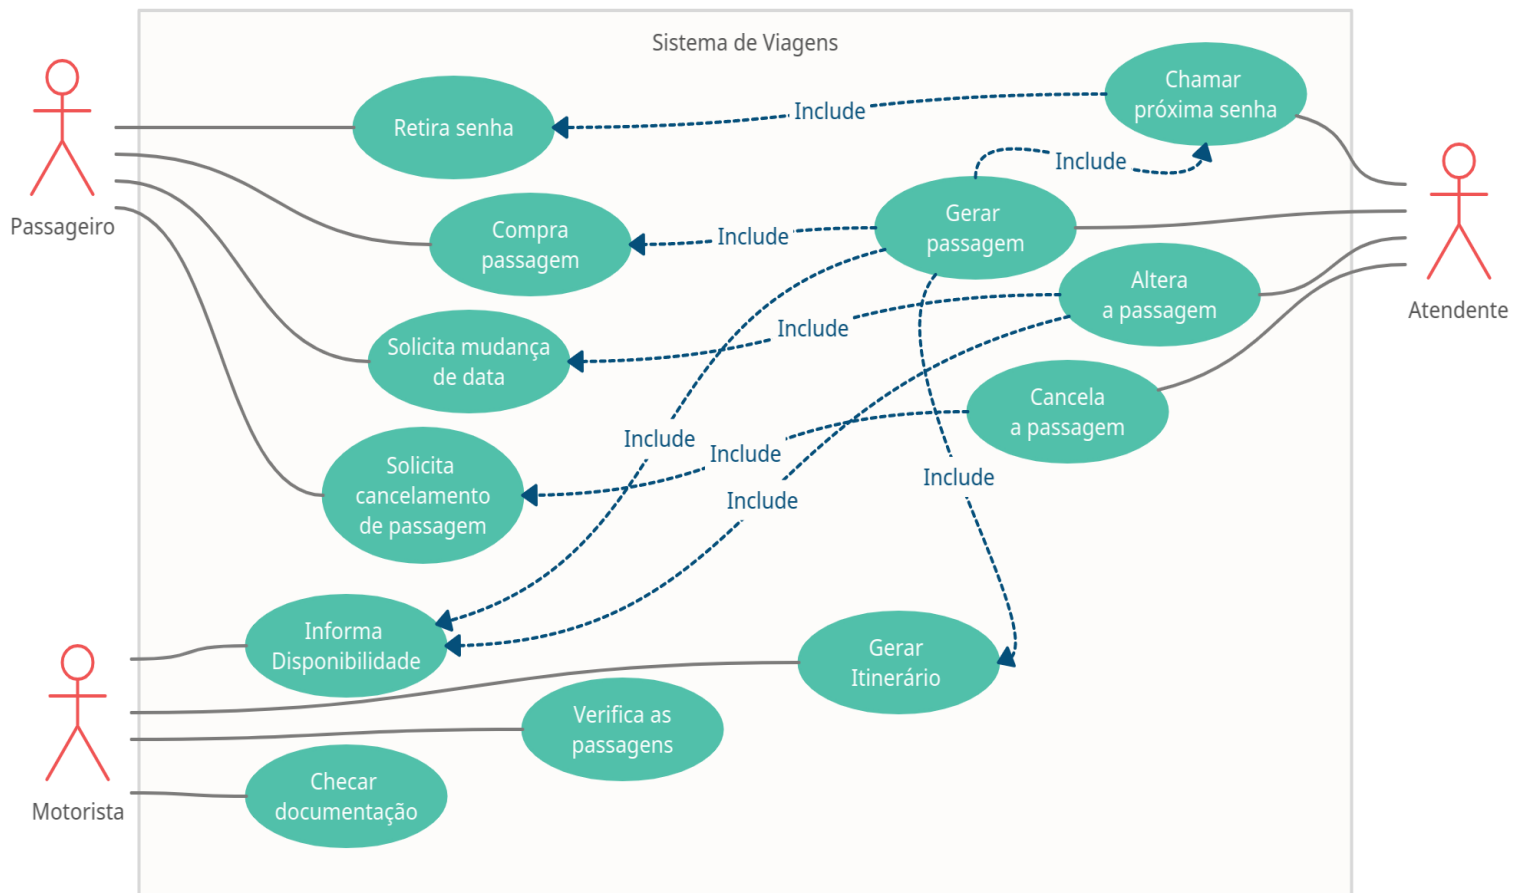 Sistema de Viagens
Chamar
próxima senha
Include
Retira senha
Include
Gerar
passagem
Passageiro
Compra
passagem
Include
Altera
a passagem
Atendente
Include
Solicita mudança
de data
Cancela
a passagem
Include
Include
Solicita
cancelamento
de passagem
Include
Include
Informa
Disponibilidade
Gerar
Itinerário
Verifica as
passagens
Checar
documentação
Motorista